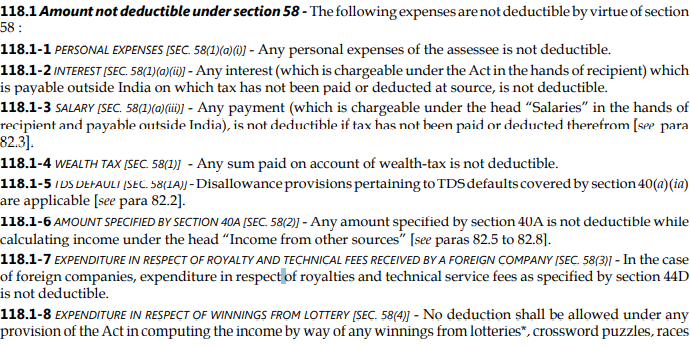 118.1 Amount not deductible under section 58 - The following expenses are not deductible by virtue of section
58 :
118.1-1 PERSONAL EXPENSES [SEC. 58(1)(a)(i)] - Any personal expenses of the assessee is not deductible.
118.1-2 INTEREST [SEC. 58(1)(a)(ii)] - Any interest (which is chargeable under the Act in the hands of recipient) which
is payable outside India on which tax has not been paid or deducted at source, is not deductible.
118.1-3 SALARY [SEC. 58(1)(a)(iii)] - Any payment (which is chargeable under the head “Salaries” in the hands of
recipient and payable outside India), is not deductible if tax has not been paid or deducted therefrom [see para
82.3].
118.1-4 WEALTH TAX [SEC. 58(1)] - Any sum paid on account of wealth-tax is not deductible.
118.1-5 TDS DEFAULT [SEC. 58(1A)] - Disallowance provisions pertaining to TDS defaults covered by section 40(a)(ia)
are applicable [see para 82.2].
118.1-6 AMOUNT SPECIFIED BY SECTION 40A [SEC. 58(2)] - Any amount specified by section 40A is not deductible while
calculating income under the head “Income from other sources” [see paras 82.5 to 82.8].
118.1-7 EXPENDITURE IN RESPECT OF ROYALTY AND TECHNICAL FEES RECEIVED BY A FOREIGN COMPANY [SEC. 58(3)] - In the case
of foreign companies, expenditure in respect of royalties and technical service fees as specified by section 44D
is not deductible.
118.1-8 EXPENDITURE IN RESPECT OF WINNINGS FROM LOTTERY [SEC. 58(4)] - No deduction shall be allowed under any
provision of the Act in computing the income by way of any winnings from lotteries*, crossword puzzles, races